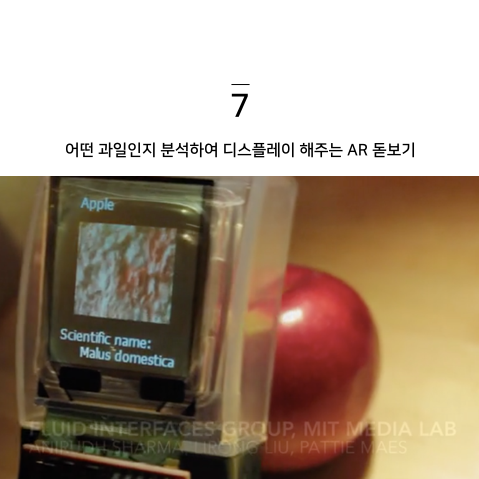 7
어떤 과일인지 분석하여 디스플레이 해주는 AR 돋보기
Apple
Scientific name:
Malus domestica
FLUID INTERFACES GROUP, MIT MEDIA LAB
ANIRUDH SHARMA, LIRONG LIU, PATTIE MAES